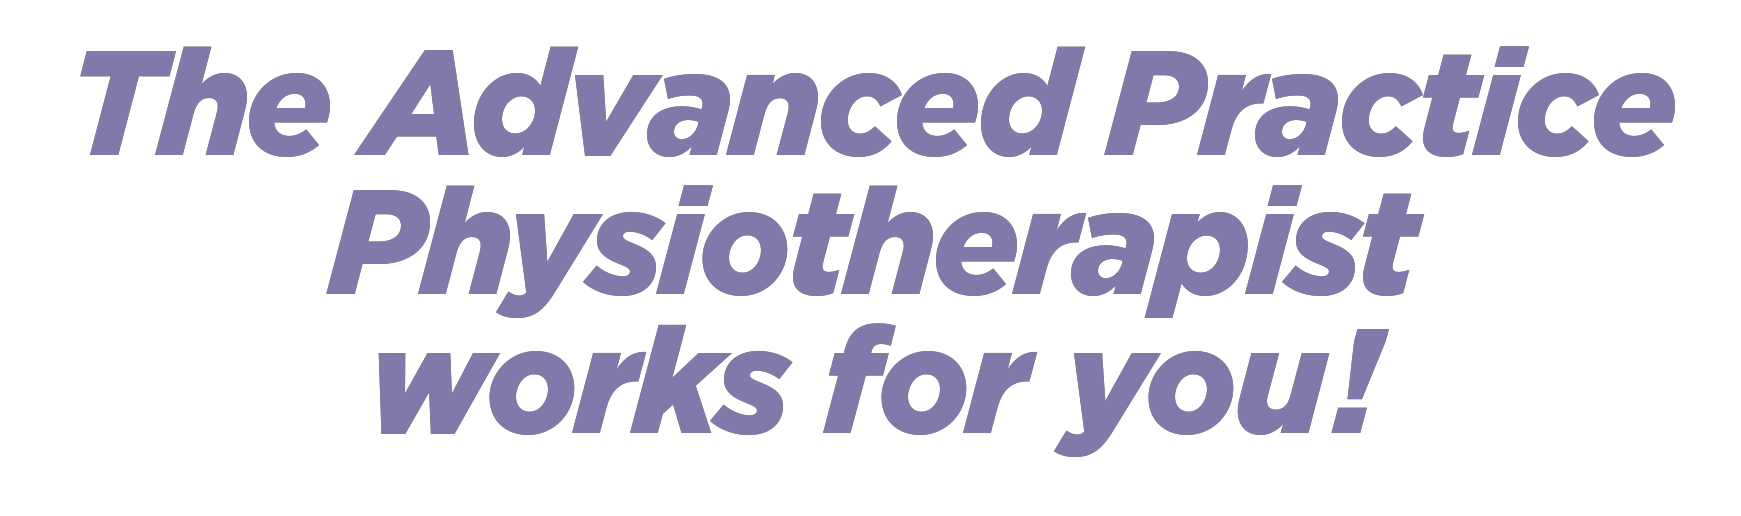 The Advanced Practice
Physiotherapist
works for you!